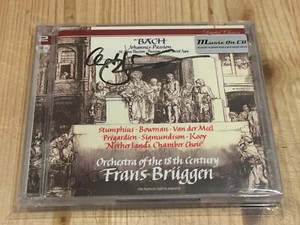 BACH
Johannes-Passion
Music On CD
2
Stumphius · Bowman · Van der Meel
Prégardien · Sigmundsson · Kooy
Netherlands Chamber Choir
Orchestra of the 18th Century
Frans Brüggen